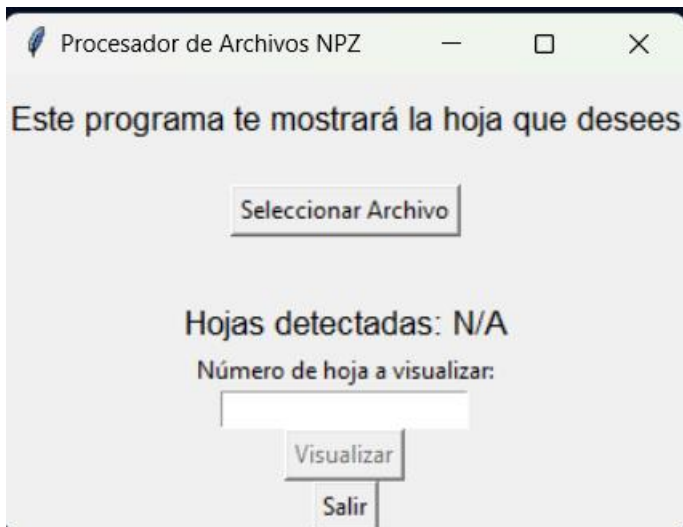 Procesador de Archivos NPZ
Este programa te mostrará la hoja que desees
Seleccionar Archivo
Hojas detectadas: N/A
Número de hoja a visualizar:
Visualizar
Salir